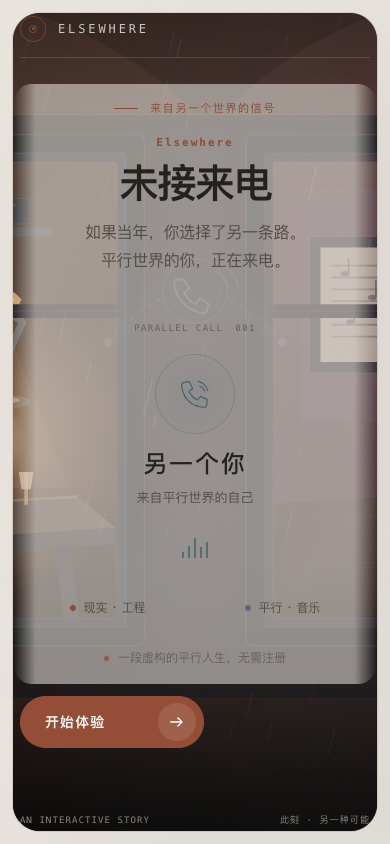 ELSEWHERE
来自另一个世界的信号
Elsewhere
未接来电
如果当年，你选择了另一条路。
平行世界的你，正在来电。
PARALLEL CALL 001
另一个你
来自平行世界的自己
现实 · 工程
平行 · 音乐
一段虚构的平行人生，无需注册
开始体验
AN INTERACTIVE STORY
此刻 · 另一种可能